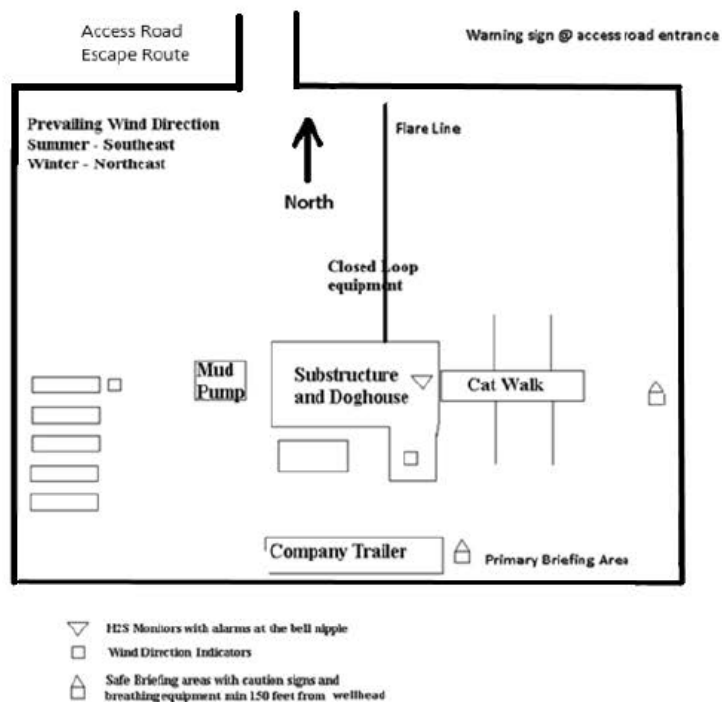 Access Road
Escape Route
Warning sign @ access road entrance
Prevailing Wind Direction
Summer - Southeast
Winter - Northeast
Flare Line
North
Closed Loop
equipment
Mud
Pump
Substructure
and Doghouse
Cat Walk
Company Trailer
Primary Briefing Area
H2S Monitors with alarms at the bell nipple
Wind Direction Indicators
Safe Briefing areas with caution signs and
breathing equipment min 150 feet from wellhead